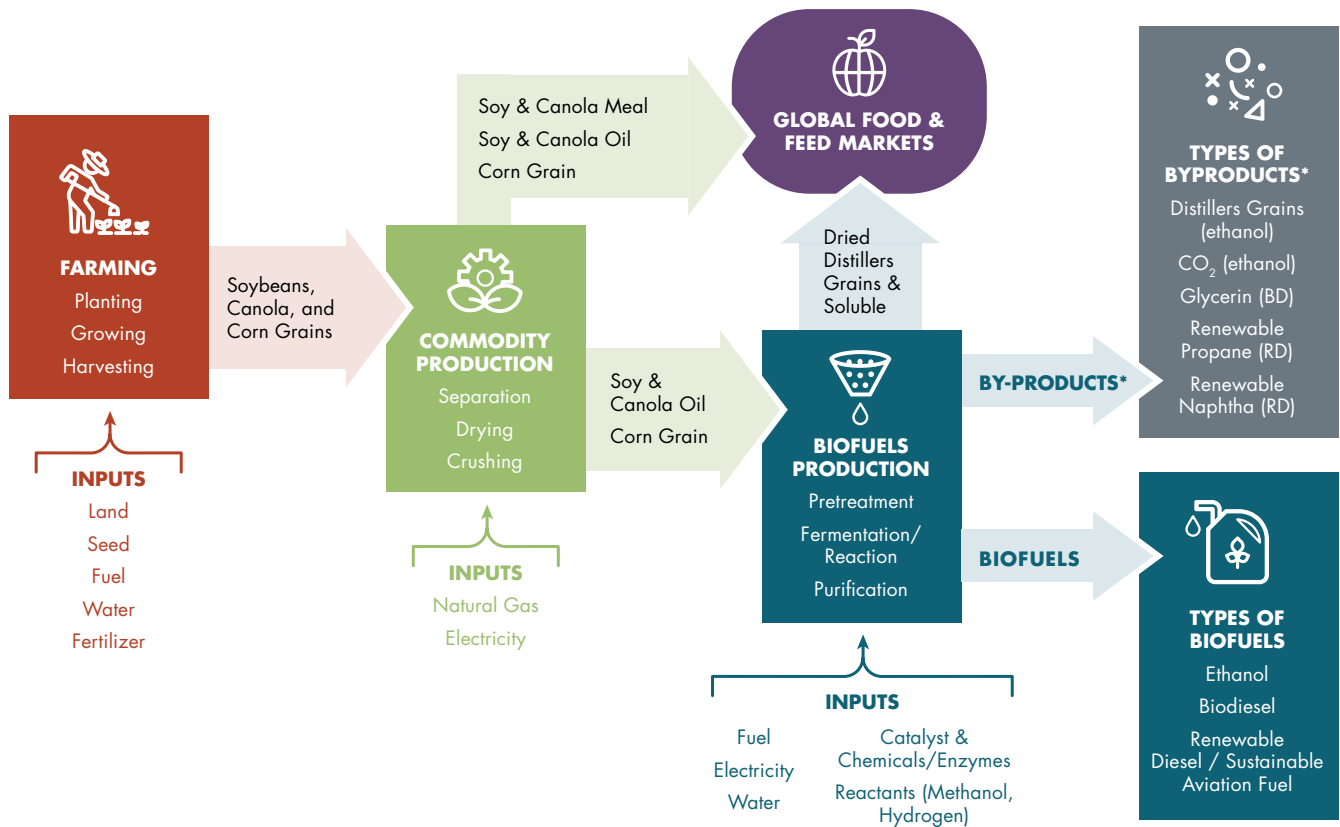 FARMING
Planting
Growing
Harvesting
INPUTS
Land
Seed
Fuel
Water
Fertilizer
Soybeans,
Canola, and
Corn Grains
COMMODITY
PRODUCTION
Separation
Drying
Crushing
INPUTS
Natural Gas
Electricity
Soy & Canola Meal
Soy & Canola Oil
Corn Grain
GLOBAL FOOD &
FEED MARKETS
Soy &
Canola Oil
Corn Grain
Dried
Distillers
Grains &
Soluble
BIOFUELS
PRODUCTION
Pretreatment
Fermentation/
Reaction
Purification
INPUTS
Fuel
Electricity
Water
Catalyst &
Chemicals/Enzymes
Reactants (Methanol,
Hydrogen)
BY-PRODUCTS*
BIOFUELS
TYPES OF
BYPRODUCTS*
Distillers Grains
(ethanol)
CO₂ (ethanol)
Glycerin (BD)
Renewable
Propane (RD)
Renewable
Naphtha (RD)
TYPES OF
BIOFUELS
Ethanol
Biodiesel
Renewable
Diesel / Sustainable
Aviation Fuel